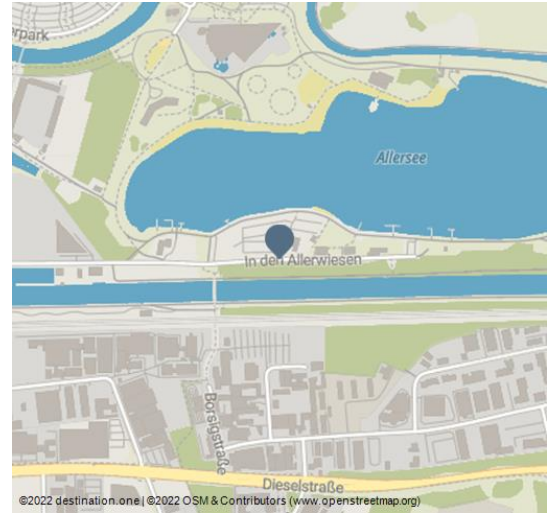 rpark
Allersee
In den Allerwiesen
Borsigstraße
Dieselstraße
©2022 destination.one | ©2022 OSM & Contributors (www.openstreetmap.org)